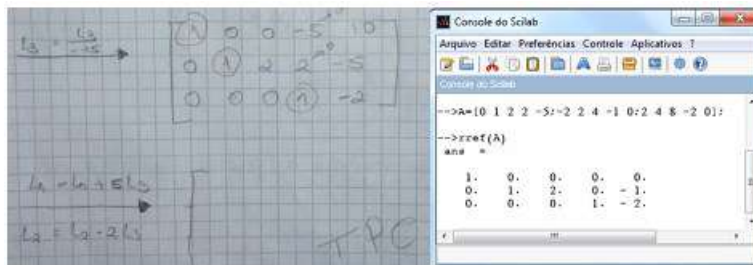 L3 = L3/-25
1 0 0 -5 10
0 1 2 2 -5
0 0 0 1 -2
L1 = L1 + 5L3
L2 = L2 - 2L3
TPC
Console do Scilab
Arquivo Editar Preferências Controle Aplicativos ?
Console do Scilab
-->A=[0 1 2 2 -5;-2 2 4 -1 0;2 4 8 -2 0];
-->rref(A)
ans =
1. 0. 0. 0. 0.
0. 1. 2. 0. - 1.
0. 0. 0. 1. - 2.